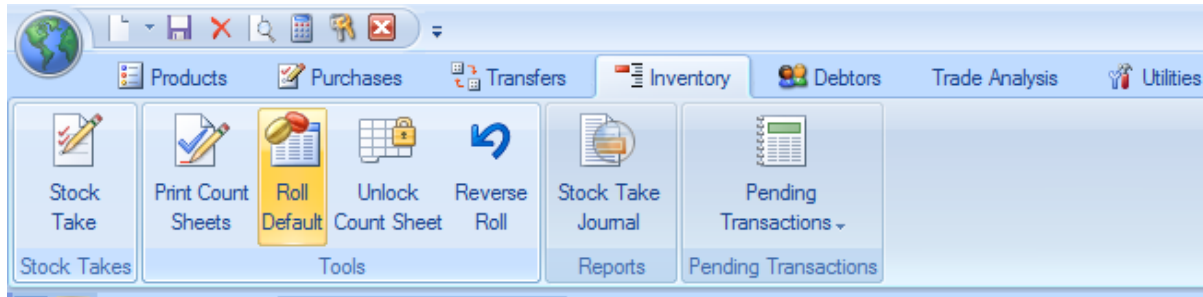 Products Purchases Transfers Inventory Debtors Trade Analysis Utilities
Stock Print Count Roll Unlock Reverse Stock Take Pending
Take Sheets Default Count Sheet Roll Journal Transactions
Stock Takes Tools Reports Pending Transactions